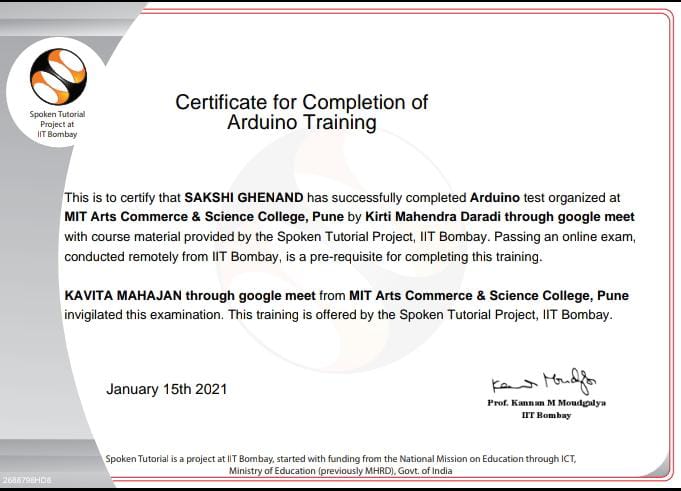 Spoken Tutorial
Project at
IIT Bombay
Certificate for Completion of
Arduino Training
This is to certify that SAKSHI GHENAND has successfully completed Arduino test organized at
MIT Arts Commerce & Science College, Pune by Kirti Mahendra Daradi through google meet
with course material provided by the Spoken Tutorial Project, IIT Bombay. Passing an online exam,
conducted remotely from IIT Bombay, is a pre-requisite for completing this training.
KAVITA MAHAJAN through google meet from MIT Arts Commerce & Science College, Pune
invigilated this examination. This training is offered by the Spoken Tutorial Project, IIT Bombay.
January 15th 2021
Prof. Kannan M Moudgalya
IIT Bombay
Spoken Tutorial is a project at IIT Bombay, started with funding from the National Mission on Education through ICT,
Ministry of Education (previously MHRD), Govt. of India